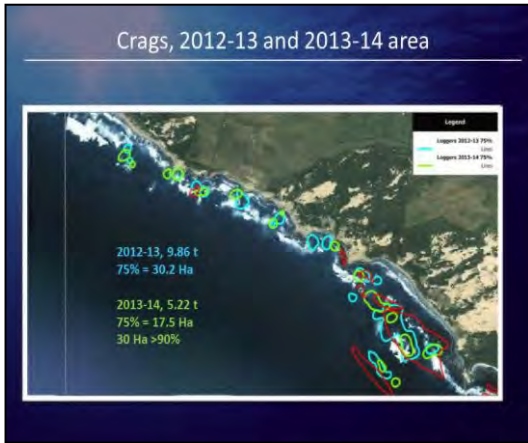 Crags, 2012-13 and 2013-14 area
Legend
Loggers 2012-13 75%
Lines
Loggers 2013-14 75%
Lines
2012-13, 9.86 t
75% = 30.2 Ha
2013-14, 5.22 t
75% = 17.5 Ha
30 Ha >90%